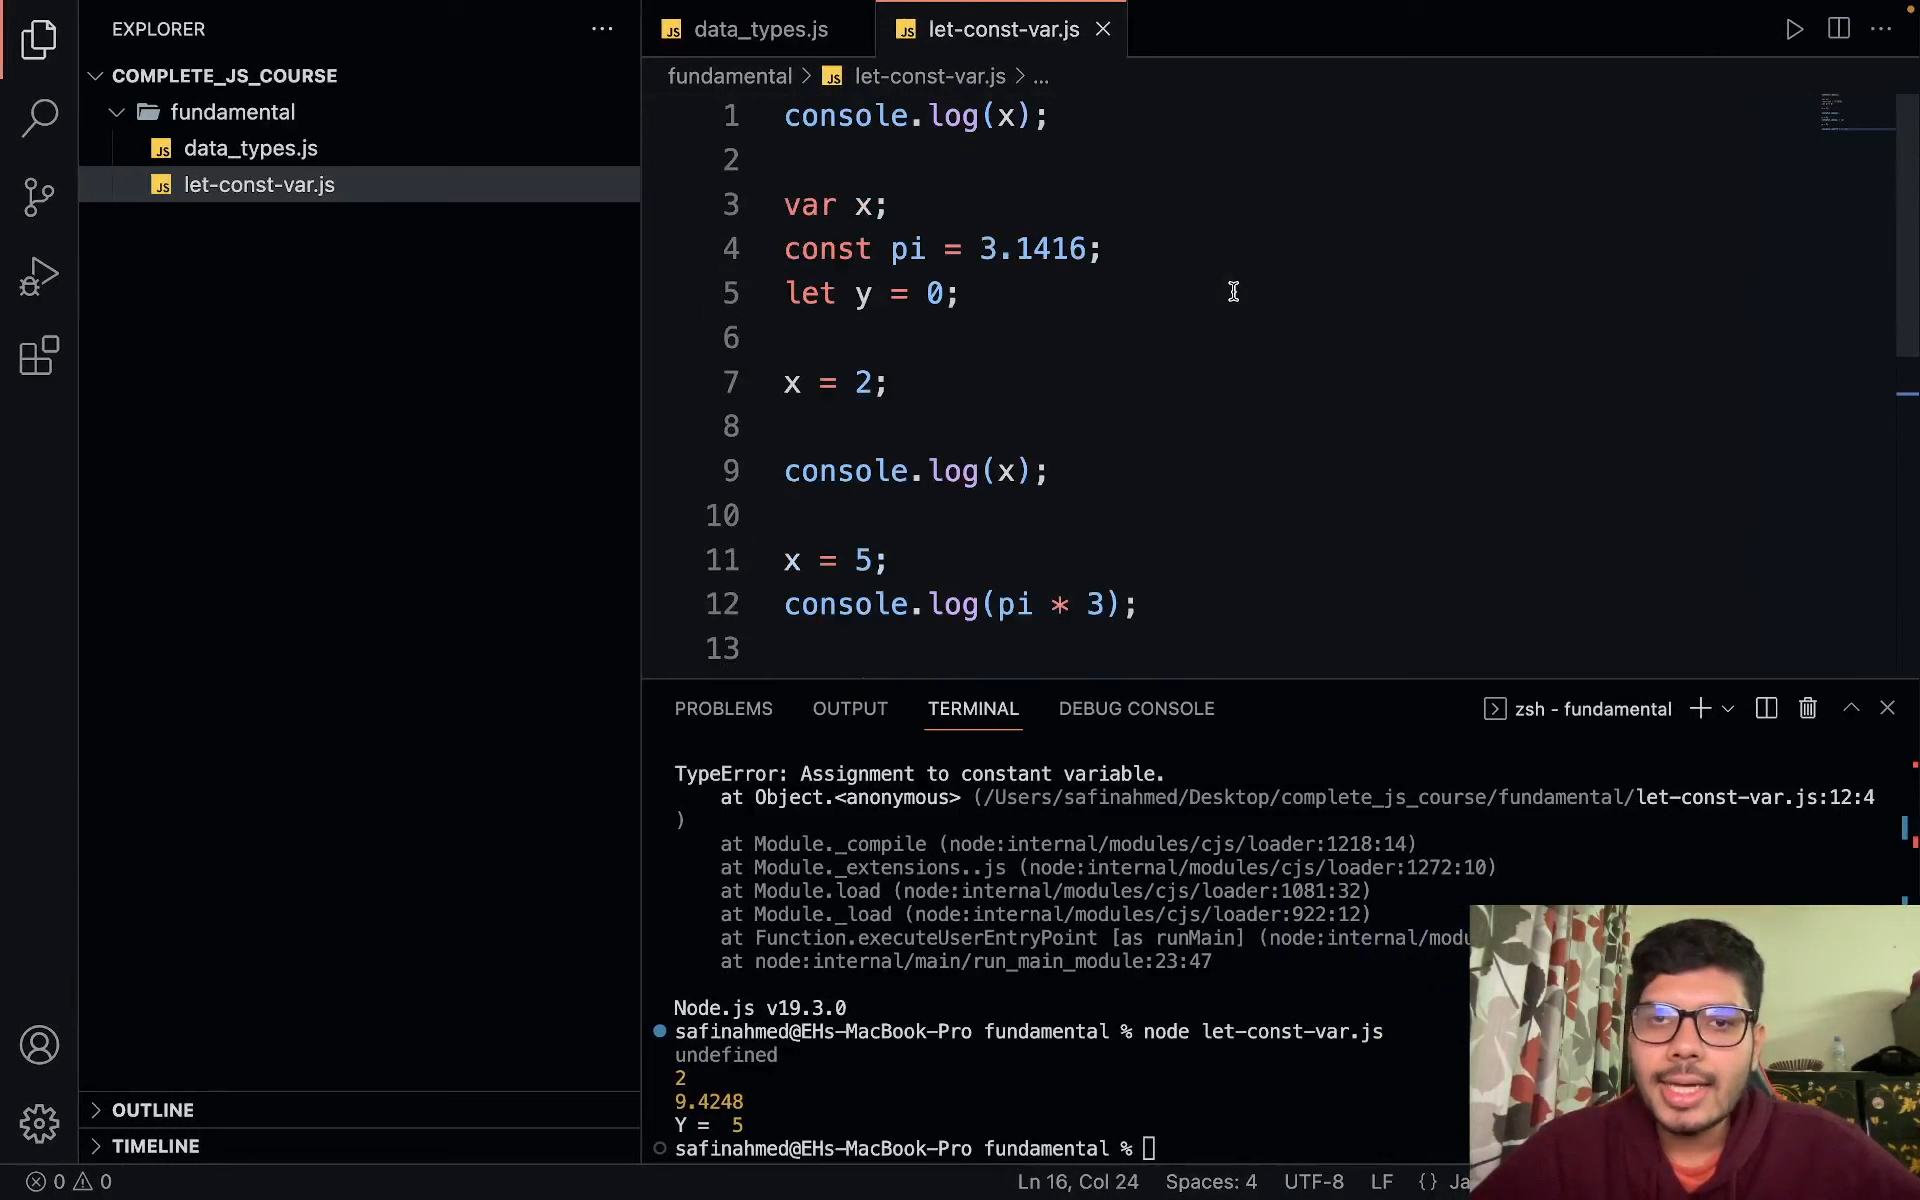 EXPLORER
COMPLETE_JS_COURSE
fundamental
JS data_types.js
JS let-const-var.js
OUTLINE
TIMELINE
JS data_types.js
JS let-const-var.js
fundamental > JS let-const-var.js > ...
1 console.log(x);
2
3 var x;
4 const pi = 3.1416;
5 let y = 0;
6
7 x = 2;
8
9 console.log(x);
10
11 x = 5;
12 console.log(pi * 3);
13
PROBLEMS OUTPUT TERMINAL DEBUG CONSOLE
zsh - fundamental
TypeError: Assignment to constant variable.
at Object.<anonymous> (/Users/safinahmed/Desktop/complete_js_course/fundamental/let-const-var.js:12:4
)
at Module._compile (node:internal/modules/cjs/loader:1218:14)
at Module._extensions..js (node:internal/modules/cjs/loader:1272:10)
at Module.load (node:internal/modules/cjs/loader:1081:32)
at Module._load (node:internal/modules/cjs/loader:922:12)
at Function.executeUserEntryPoint [as runMain] (node:internal/modu
at node:internal/main/run_main_module:23:47
Node.js v19.3.0
safinahmed@EHs-MacBook-Pro fundamental % node let-const-var.js
undefined
2
9.4248
Y = 5
safinahmed@EHs-MacBook-Pro fundamental %
0 0
Ln 16, Col 24 Spaces: 4 UTF-8 LF {} Ja